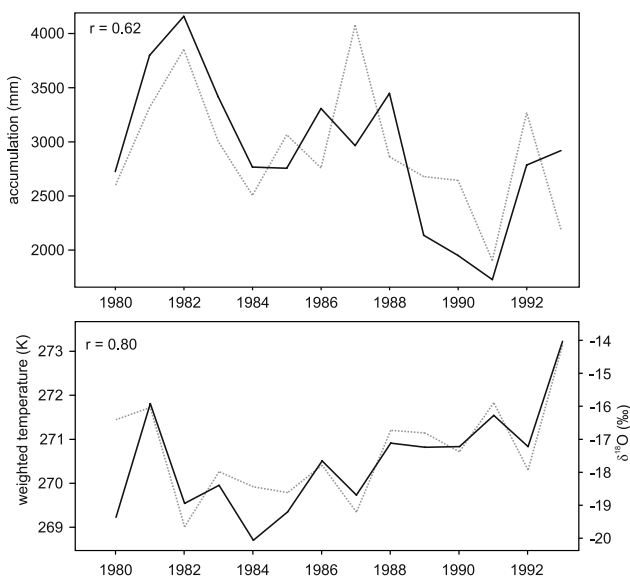 r = 0.62
accumulation (mm)
4000
3500
3000
2500
2000
1980 1982 1984 1986 1988 1990 1992
r = 0.80
weighted temperature (K)
273
272
271
270
269
-14
-15
-16
-17
-18
-19
-20
δ¹⁸O (‰)
1980 1982 1984 1986 1988 1990 1992